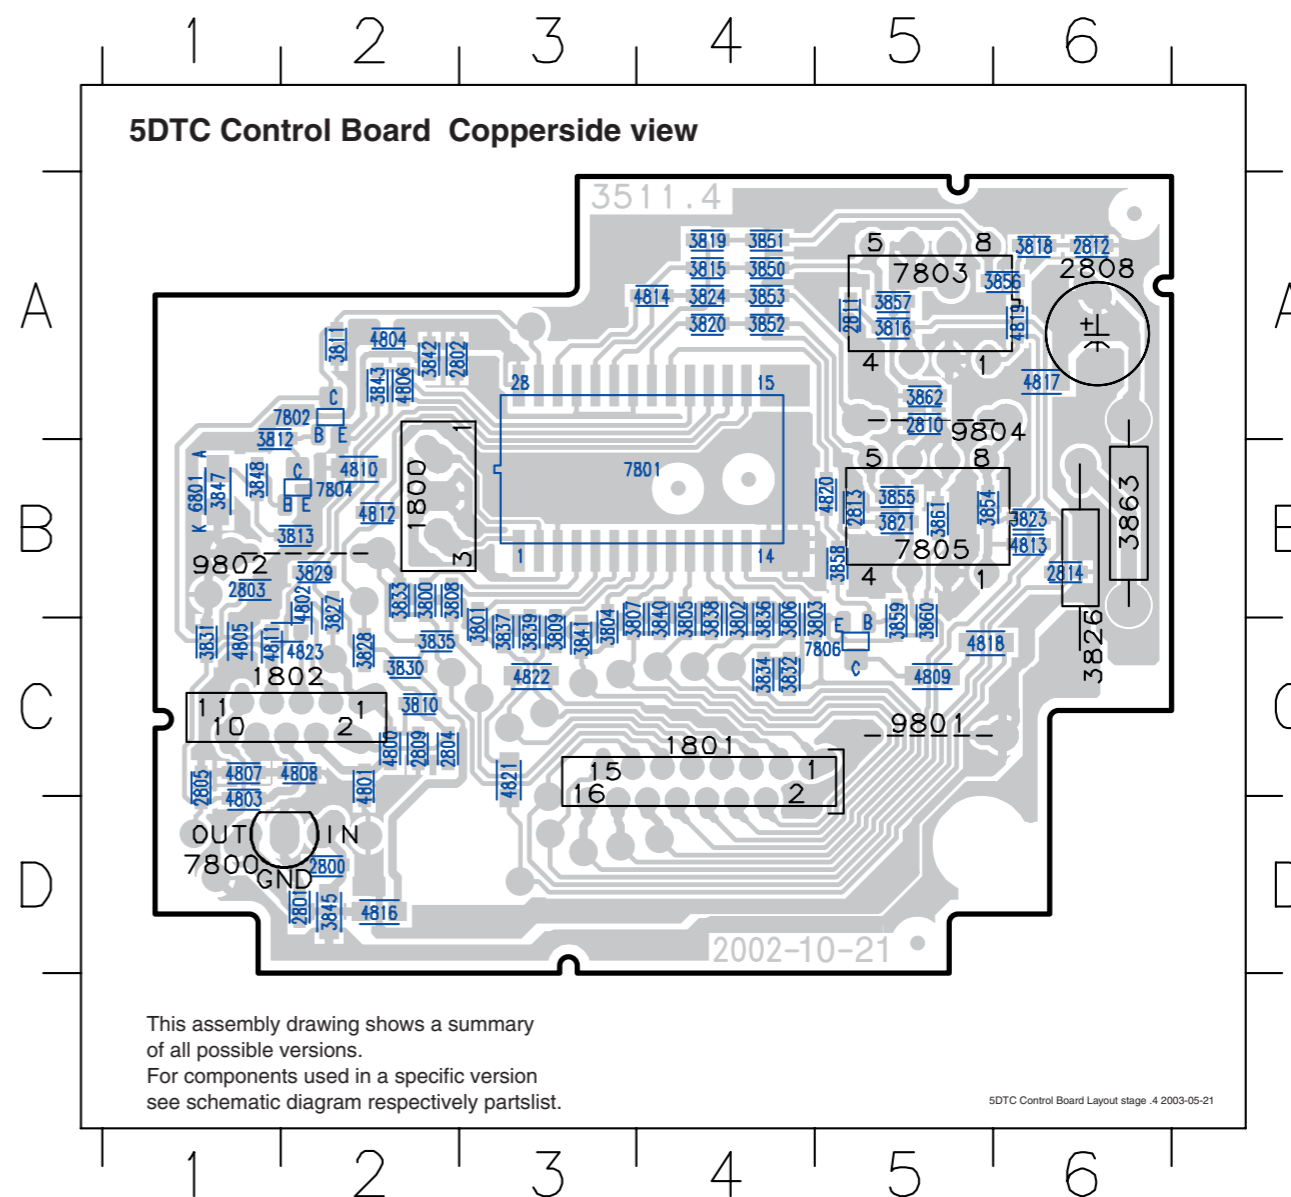 1 2 3 4 5 6
5DTC Control Board Copperside view
3511.4
3819 3851 5 8 3818 2812
3815 3850 7803 3856 2808
A 4814 3824 3853 2811 3857 4819 + A
3820 3852 3816
3811 4804 3842 2802 4 1
3843 4806 28 15 4817
C 3862
7802 2810 9804
B E 1
3812
A C 4810 1800 7801 5 8 3863
6801 3847 3848 7804 4820 2813 3855 3861 3854
K B E 4812 3821 3823
B 3813 3 1 14 7805 4813 B
9802 3829 3858 4 1 2814
2803 4802 3827 3833 3800 3808
3831 4805 4811 4823 3828 3835 3801 3837 3839 3809 3841 3804 3807 3840 3805 3838 3802 3836 3806 3803 E B 3859 3860 3826
7806 4818
1802 3830 4822 3834 3832 C 4809
C 11 1 3810 9801 C
10 2 4800 2809 2804 1801
2805 4807 4808 4801 4821 15 1
4803 16 2
OUT IN
7800 GND 2800
D D
2801 3845 4816
2002-10-21
This assembly drawing shows a summary
of all possible versions.
For components used in a specific version
see schematic diagram respectively partslist.
5DTC Control Board Layout stage .4 2003-05-21
1 2 3 4 5 6